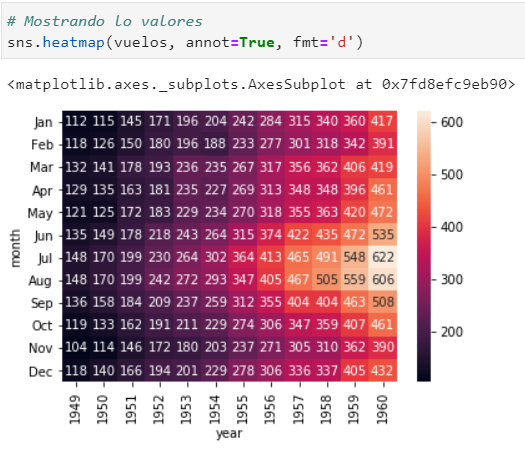 # Mostrando lo valores
sns.heatmap(vuelos, annot=True, fmt='d')
<matplotlib.axes._subplots.AxesSubplot at 0x7fd8efc9eb90>
Jan 112 115 145 171 196 204 242 284 315 340 360 417
Feb 118 126 150 180 196 188 233 277 301 318 342 391
Mar 132 141 178 193 236 235 267 317 356 362 406 419
Apr 129 135 163 181 235 227 269 313 348 348 396 461
May 121 125 172 183 229 234 270 318 355 363 420 472
Jun 135 149 178 218 243 264 315 374 422 435 472 535
Jul 148 170 199 230 264 302 364 413 465 491 548 622
Aug 148 170 199 242 272 293 347 405 467 505 559 606
Sep 136 158 184 209 237 259 312 355 404 404 463 508
Oct 119 133 162 191 211 229 274 306 347 359 407 461
Nov 104 114 146 172 180 203 237 271 305 310 362 390
Dec 118 140 166 194 201 229 278 306 336 337 405 432
month
1949 1950 1951 1952 1953 1954 1955 1956 1957 1958 1959 1960
year
600
500
400
300
200